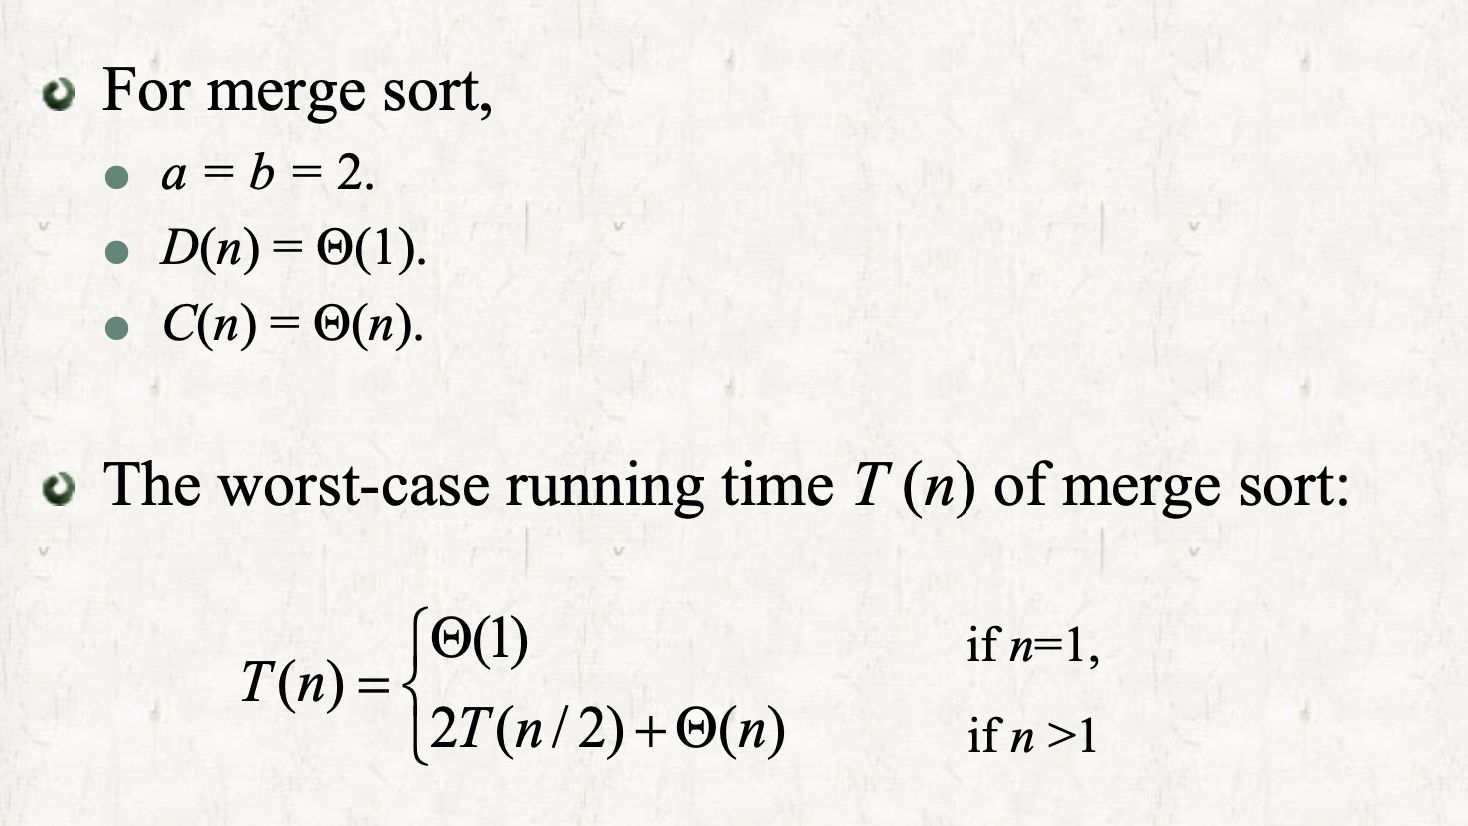 For merge sort,
a = b = 2.
D(n) = Θ(1).
C(n) = Θ(n).
The worst-case running time T (n) of merge sort:
T(n) = { Θ(1) if n=1,
2T(n/2)+Θ(n) if n >1